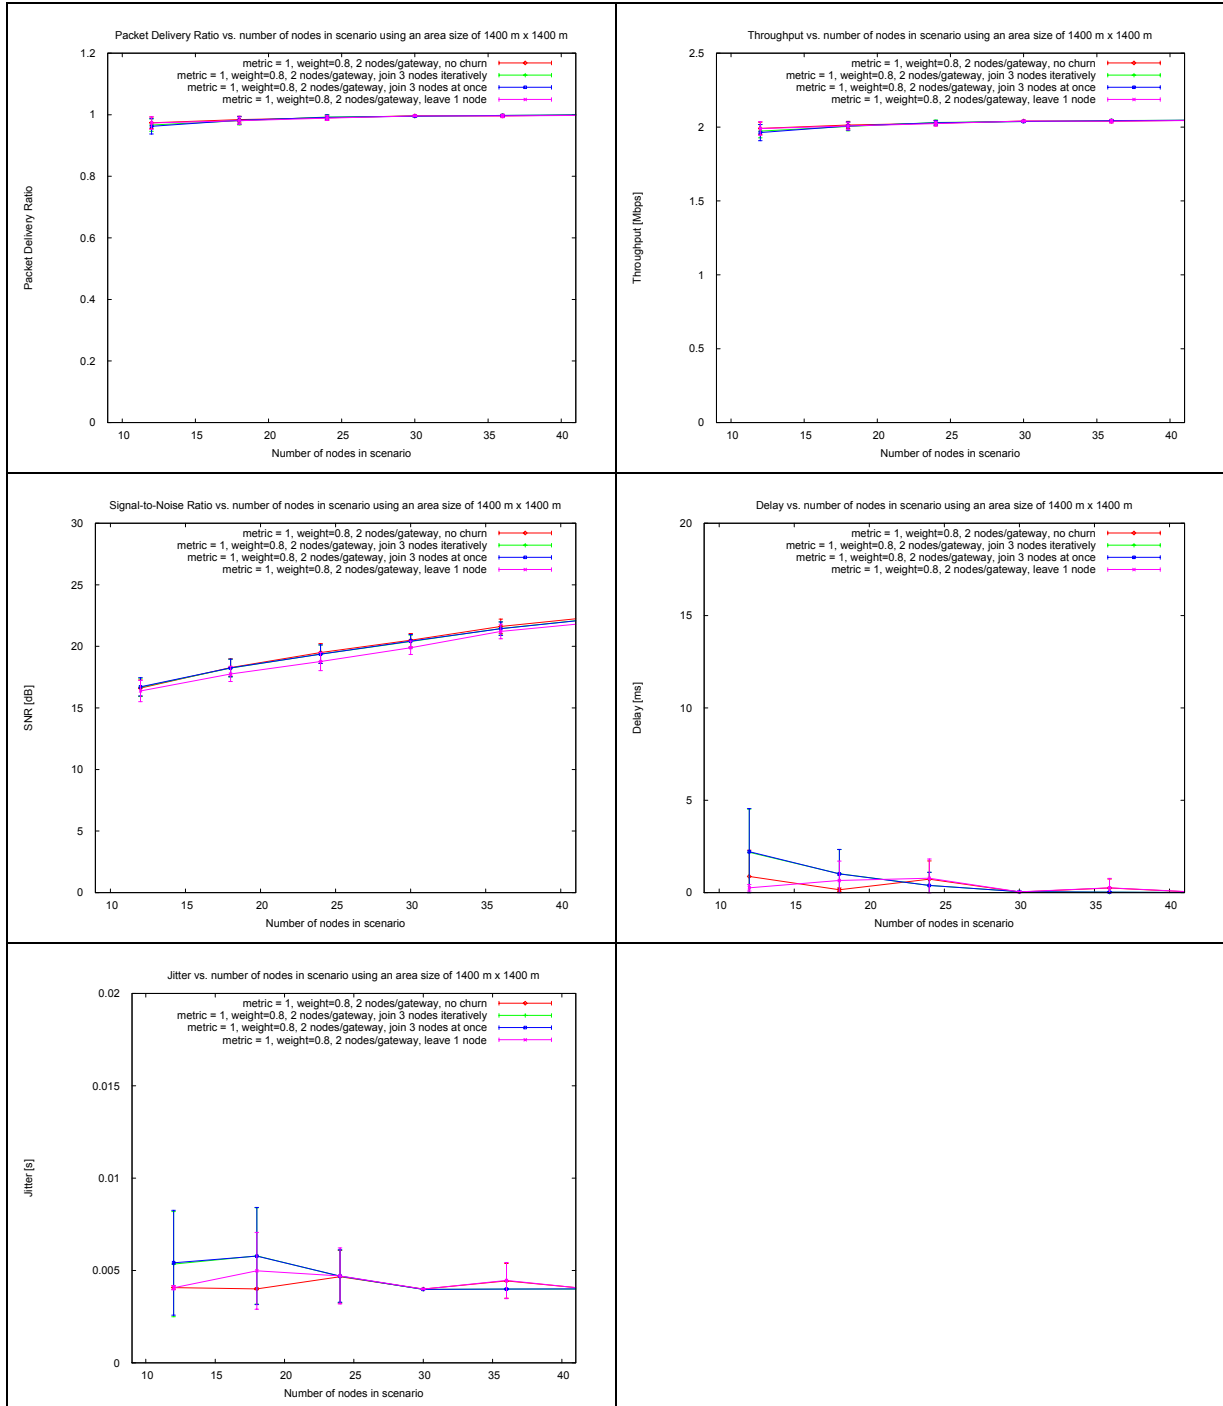 Packet Delivery Ratio vs. number of nodes in scenario using an area size of 1400 m x 1400 m
metric = 1, weight=0.8, 2 nodes/gateway, no churn
metric = 1, weight=0.8, 2 nodes/gateway, join 3 nodes iteratively
metric = 1, weight=0.8, 2 nodes/gateway, join 3 nodes at once
metric = 1, weight=0.8, 2 nodes/gateway, leave 1 node
1.2
1
0.8
0.6
0.4
0.2
0
Packet Delivery Ratio
10 15 20 25 30 35 40
Number of nodes in scenario
Throughput vs. number of nodes in scenario using an area size of 1400 m x 1400 m
metric = 1, weight=0.8, 2 nodes/gateway, no churn
metric = 1, weight=0.8, 2 nodes/gateway, join 3 nodes iteratively
metric = 1, weight=0.8, 2 nodes/gateway, join 3 nodes at once
metric = 1, weight=0.8, 2 nodes/gateway, leave 1 node
2.5
2
1.5
1
0.5
0
Throughput [Mbps]
10 15 20 25 30 35 40
Number of nodes in scenario
Signal-to-Noise Ratio vs. number of nodes in scenario using an area size of 1400 m x 1400 m
metric = 1, weight=0.8, 2 nodes/gateway, no churn
metric = 1, weight=0.8, 2 nodes/gateway, join 3 nodes iteratively
metric = 1, weight=0.8, 2 nodes/gateway, join 3 nodes at once
metric = 1, weight=0.8, 2 nodes/gateway, leave 1 node
30
25
20
15
10
5
0
SNR [dB]
10 15 20 25 30 35 40
Number of nodes in scenario
Delay vs. number of nodes in scenario using an area size of 1400 m x 1400 m
metric = 1, weight=0.8, 2 nodes/gateway, no churn
metric = 1, weight=0.8, 2 nodes/gateway, join 3 nodes iteratively
metric = 1, weight=0.8, 2 nodes/gateway, join 3 nodes at once
metric = 1, weight=0.8, 2 nodes/gateway, leave 1 node
20
15
10
5
0
Delay [ms]
10 15 20 25 30 35 40
Number of nodes in scenario
Jitter vs. number of nodes in scenario using an area size of 1400 m x 1400 m
metric = 1, weight=0.8, 2 nodes/gateway, no churn
metric = 1, weight=0.8, 2 nodes/gateway, join 3 nodes iteratively
metric = 1, weight=0.8, 2 nodes/gateway, join 3 nodes at once
metric = 1, weight=0.8, 2 nodes/gateway, leave 1 node
0.02
0.015
0.01
0.005
0
Jitter [s]
10 15 20 25 30 35 40
Number of nodes in scenario